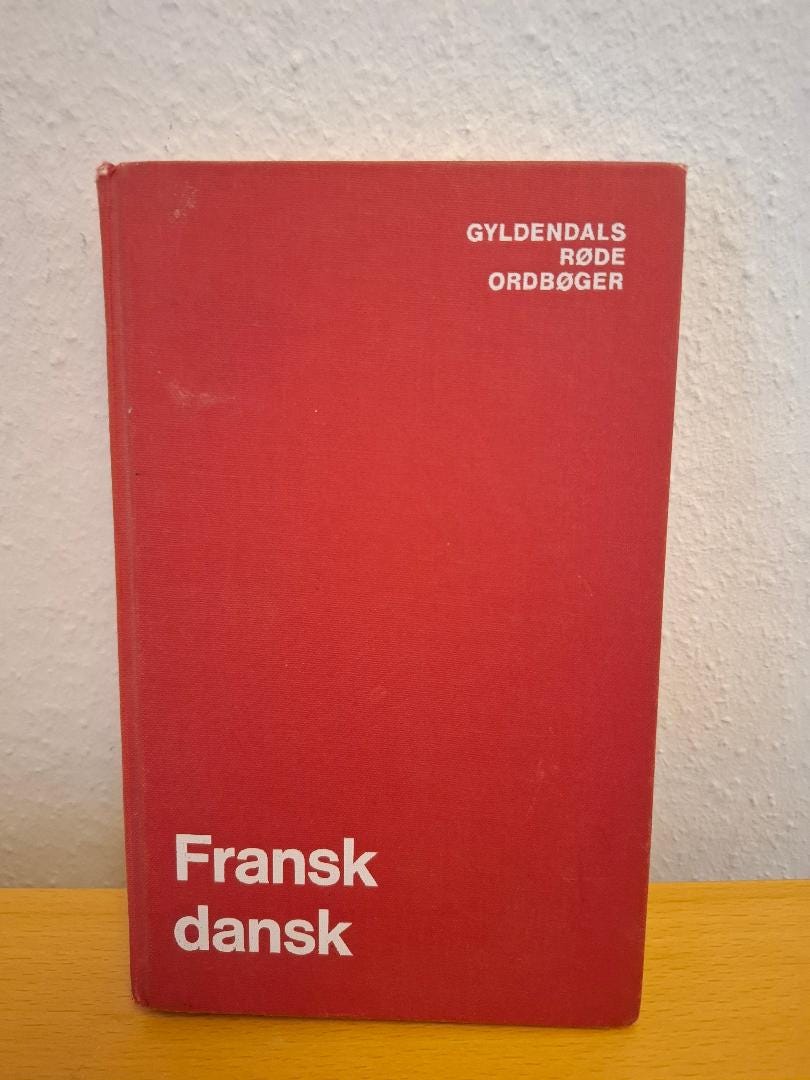 GYLDENDALS
RØDE
ORDBØGER
Fransk
dansk